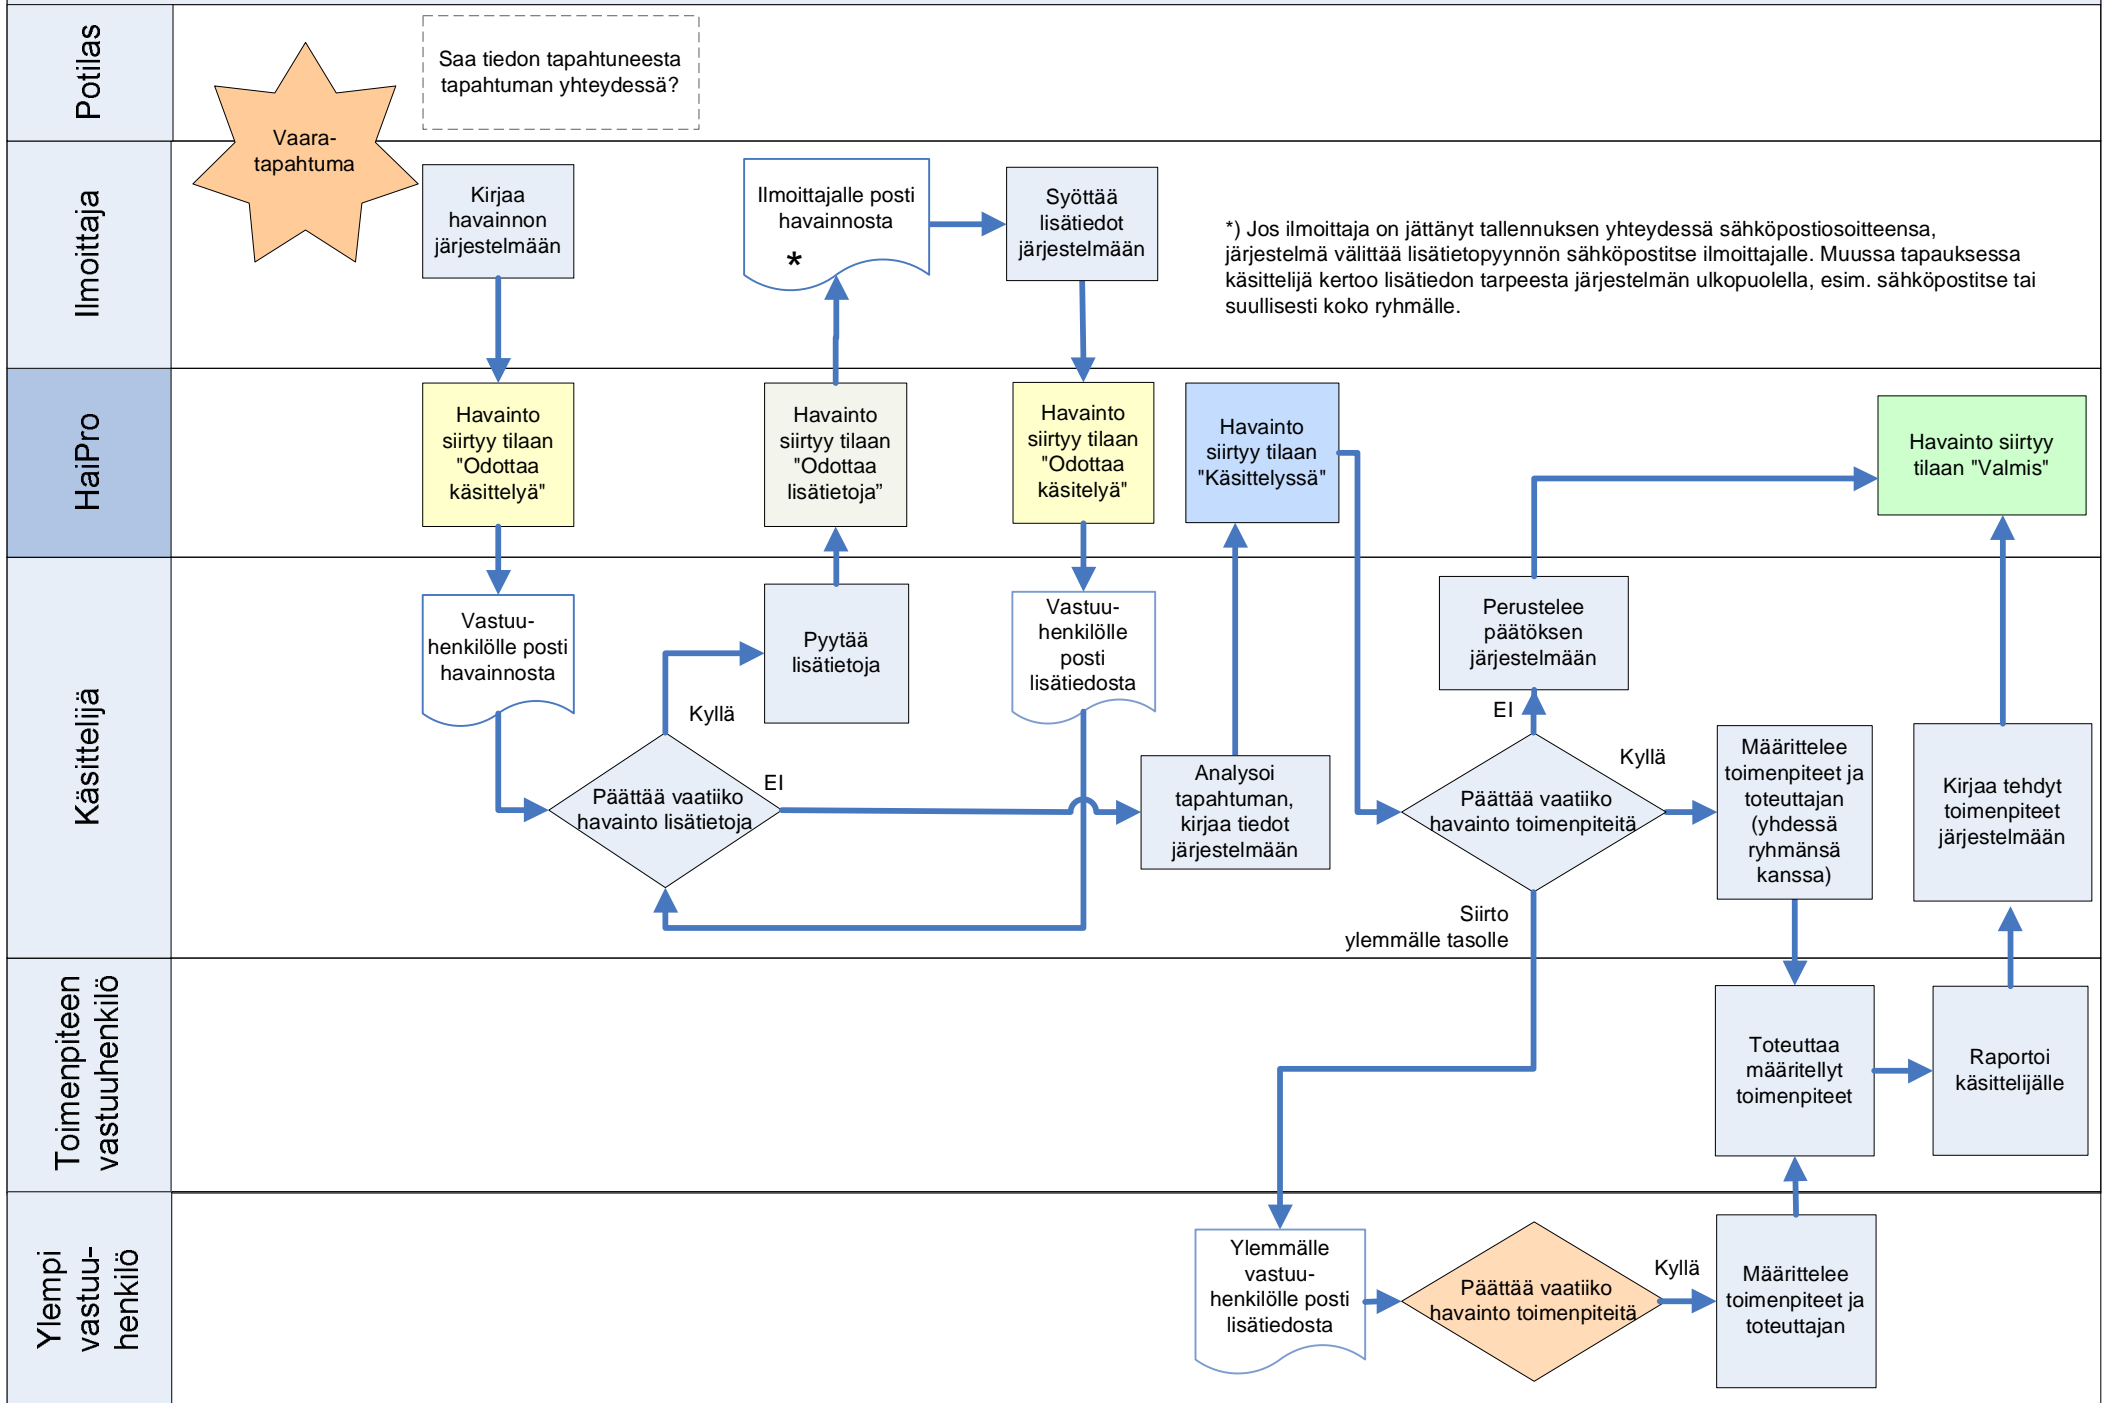 Potilas
Vaara-
tapahtuma
Saa tiedon tapahtuneesta
tapahtuman yhteydessä?
Ilmoittaja
Kirjaa
havainnon
järjestelmään
Ilmoittajalle posti
havainnosta
*
Syöttää
lisätiedot
järjestelmään
*) Jos ilmoittaja on jättänyt tallennuksen yhteydessä sähköpostiosoitteensa,
järjestelmä välittää lisätietopyynnön sähköpostitse ilmoittajalle. Muussa tapauksessa
käsittelijä kertoo lisätiedon tarpeesta järjestelmän ulkopuolella, esim. sähköpostitse tai
suullisesti koko ryhmälle.
HaiPro
Havainto
siirtyy tilaan
"Odottaa
käsittelyä"
Havainto
siirtyy tilaan
"Odottaa
lisätietoja”
Havainto
siirtyy tilaan
"Odottaa
käsitelyä"
Havainto
siirtyy tilaan
"Käsittelyssä"
Havainto siirtyy
tilaan "Valmis"
Käsittelijä
Vastuu-
henkilölle posti
havainnosta
Kyllä
Pyytää
lisätietoja
Päättää vaatiiko
havainto lisätietoja
EI
Vastuu-
henkilölle
posti
lisätiedosta
Analysoi
tapahtuman,
kirjaa tiedot
järjestelmään
Perustelee
päätöksen
järjestelmään
EI
Päättää vaatiiko
havainto toimenpiteitä
Kyllä
Siirto
ylemmälle tasolle
Määrittelee
toimenpiteet ja
toteuttajan
(yhdessä
ryhmänsä
kanssa)
Kirjaa tehdyt
toimenpiteet
järjestelmään
Toimenpiteen
vastuuhenkilö
Toteuttaa
määritellyt
toimenpiteet
Raportoi
käsittelijälle
Ylempi
vastuu-
henkilö
Ylemmälle
vastuu-
henkilölle posti
lisätiedosta
Päättää vaatiiko
havainto toimenpiteitä
Kyllä
Määrittelee
toimenpiteet ja
toteuttajan